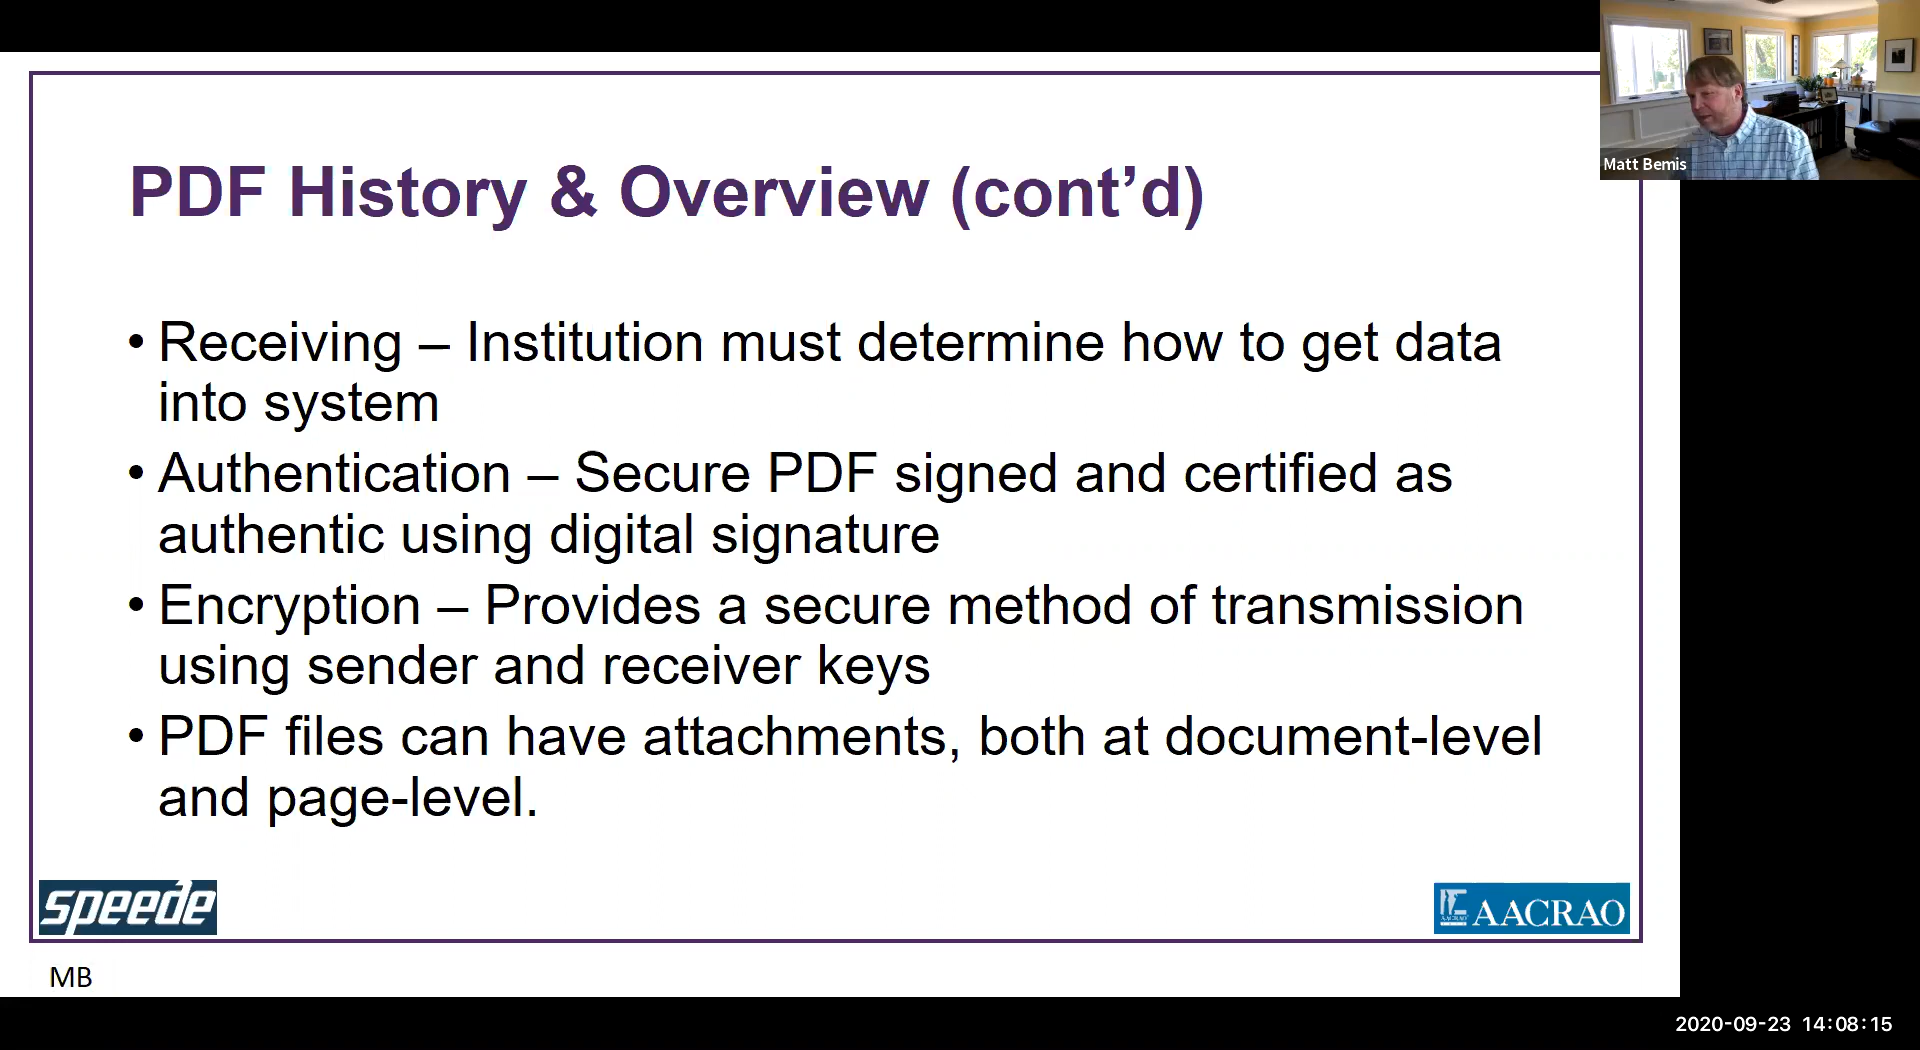 PDF History & Overview (cont’d)
• Receiving – Institution must determine how to get data
into system
• Authentication – Secure PDF signed and certified as
authentic using digital signature
• Encryption – Provides a secure method of transmission
using sender and receiver keys
• PDF files can have attachments, both at document-level
and page-level.
speede
AACRAO
MB
Matt Bemis
2020-09-23 14:08:15